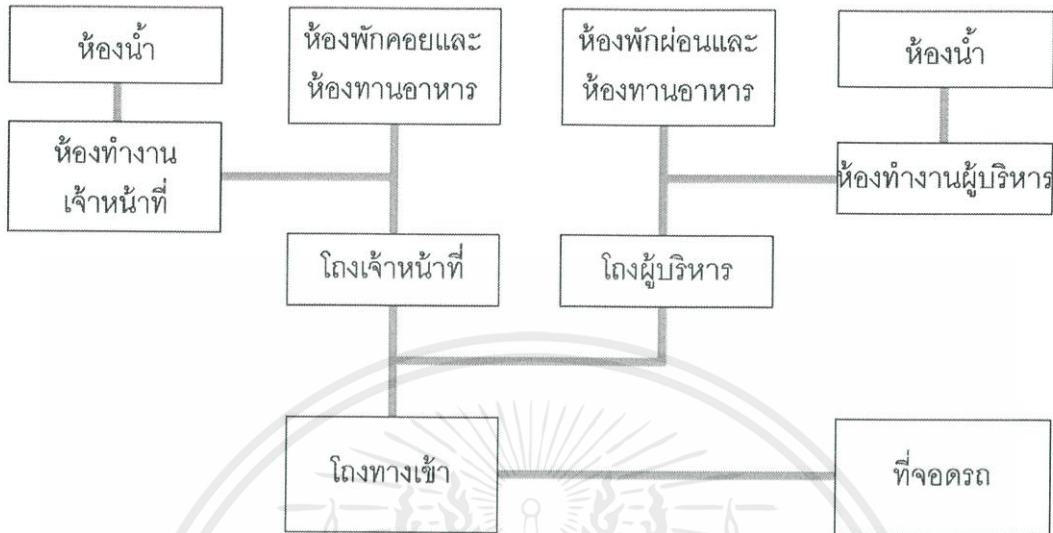 ห้องน้ำ
ห้องพักคอยและ
ห้องทานอาหาร
ห้องพักผ่อนและ
ห้องทานอาหาร
ห้องน้ำ
ห้องทำงาน
เจ้าหน้าที่
ห้องทำงานผู้บริหาร
โถงเจ้าหน้าที่
โถงผู้บริหาร
โถงทางเข้า
ที่จอดรถ